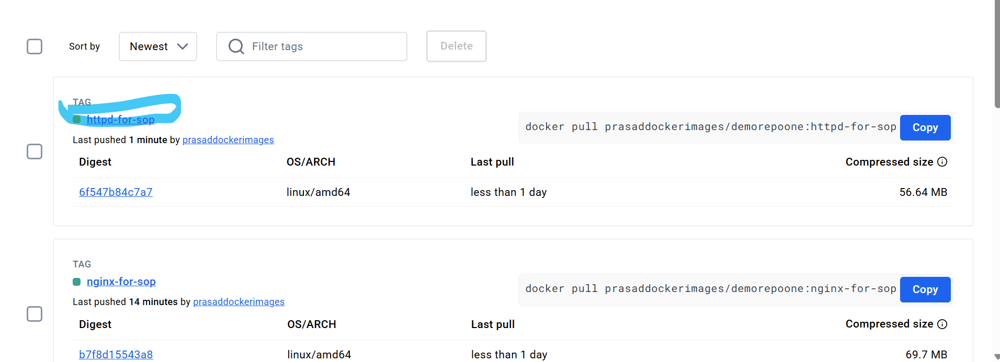 Sort by Newest Filter tags Delete
TAG
httpd-for-sop
docker pull prasaddockerimages/demorepoone:httpd-for-sop Copy
Last pushed 1 minute by prasaddockerimages
Digest OS/ARCH Last pull Compressed size
6f547b84c7a7 linux/amd64 less than 1 day 56.64 MB
TAG
nginx-for-sop
docker pull prasaddockerimages/demorepoone:nginx-for-sop Copy
Last pushed 14 minutes by prasaddockerimages
Digest OS/ARCH Last pull Compressed size
b7f8d15543a8 linux/amd64 less than 1 day 69.7 MB